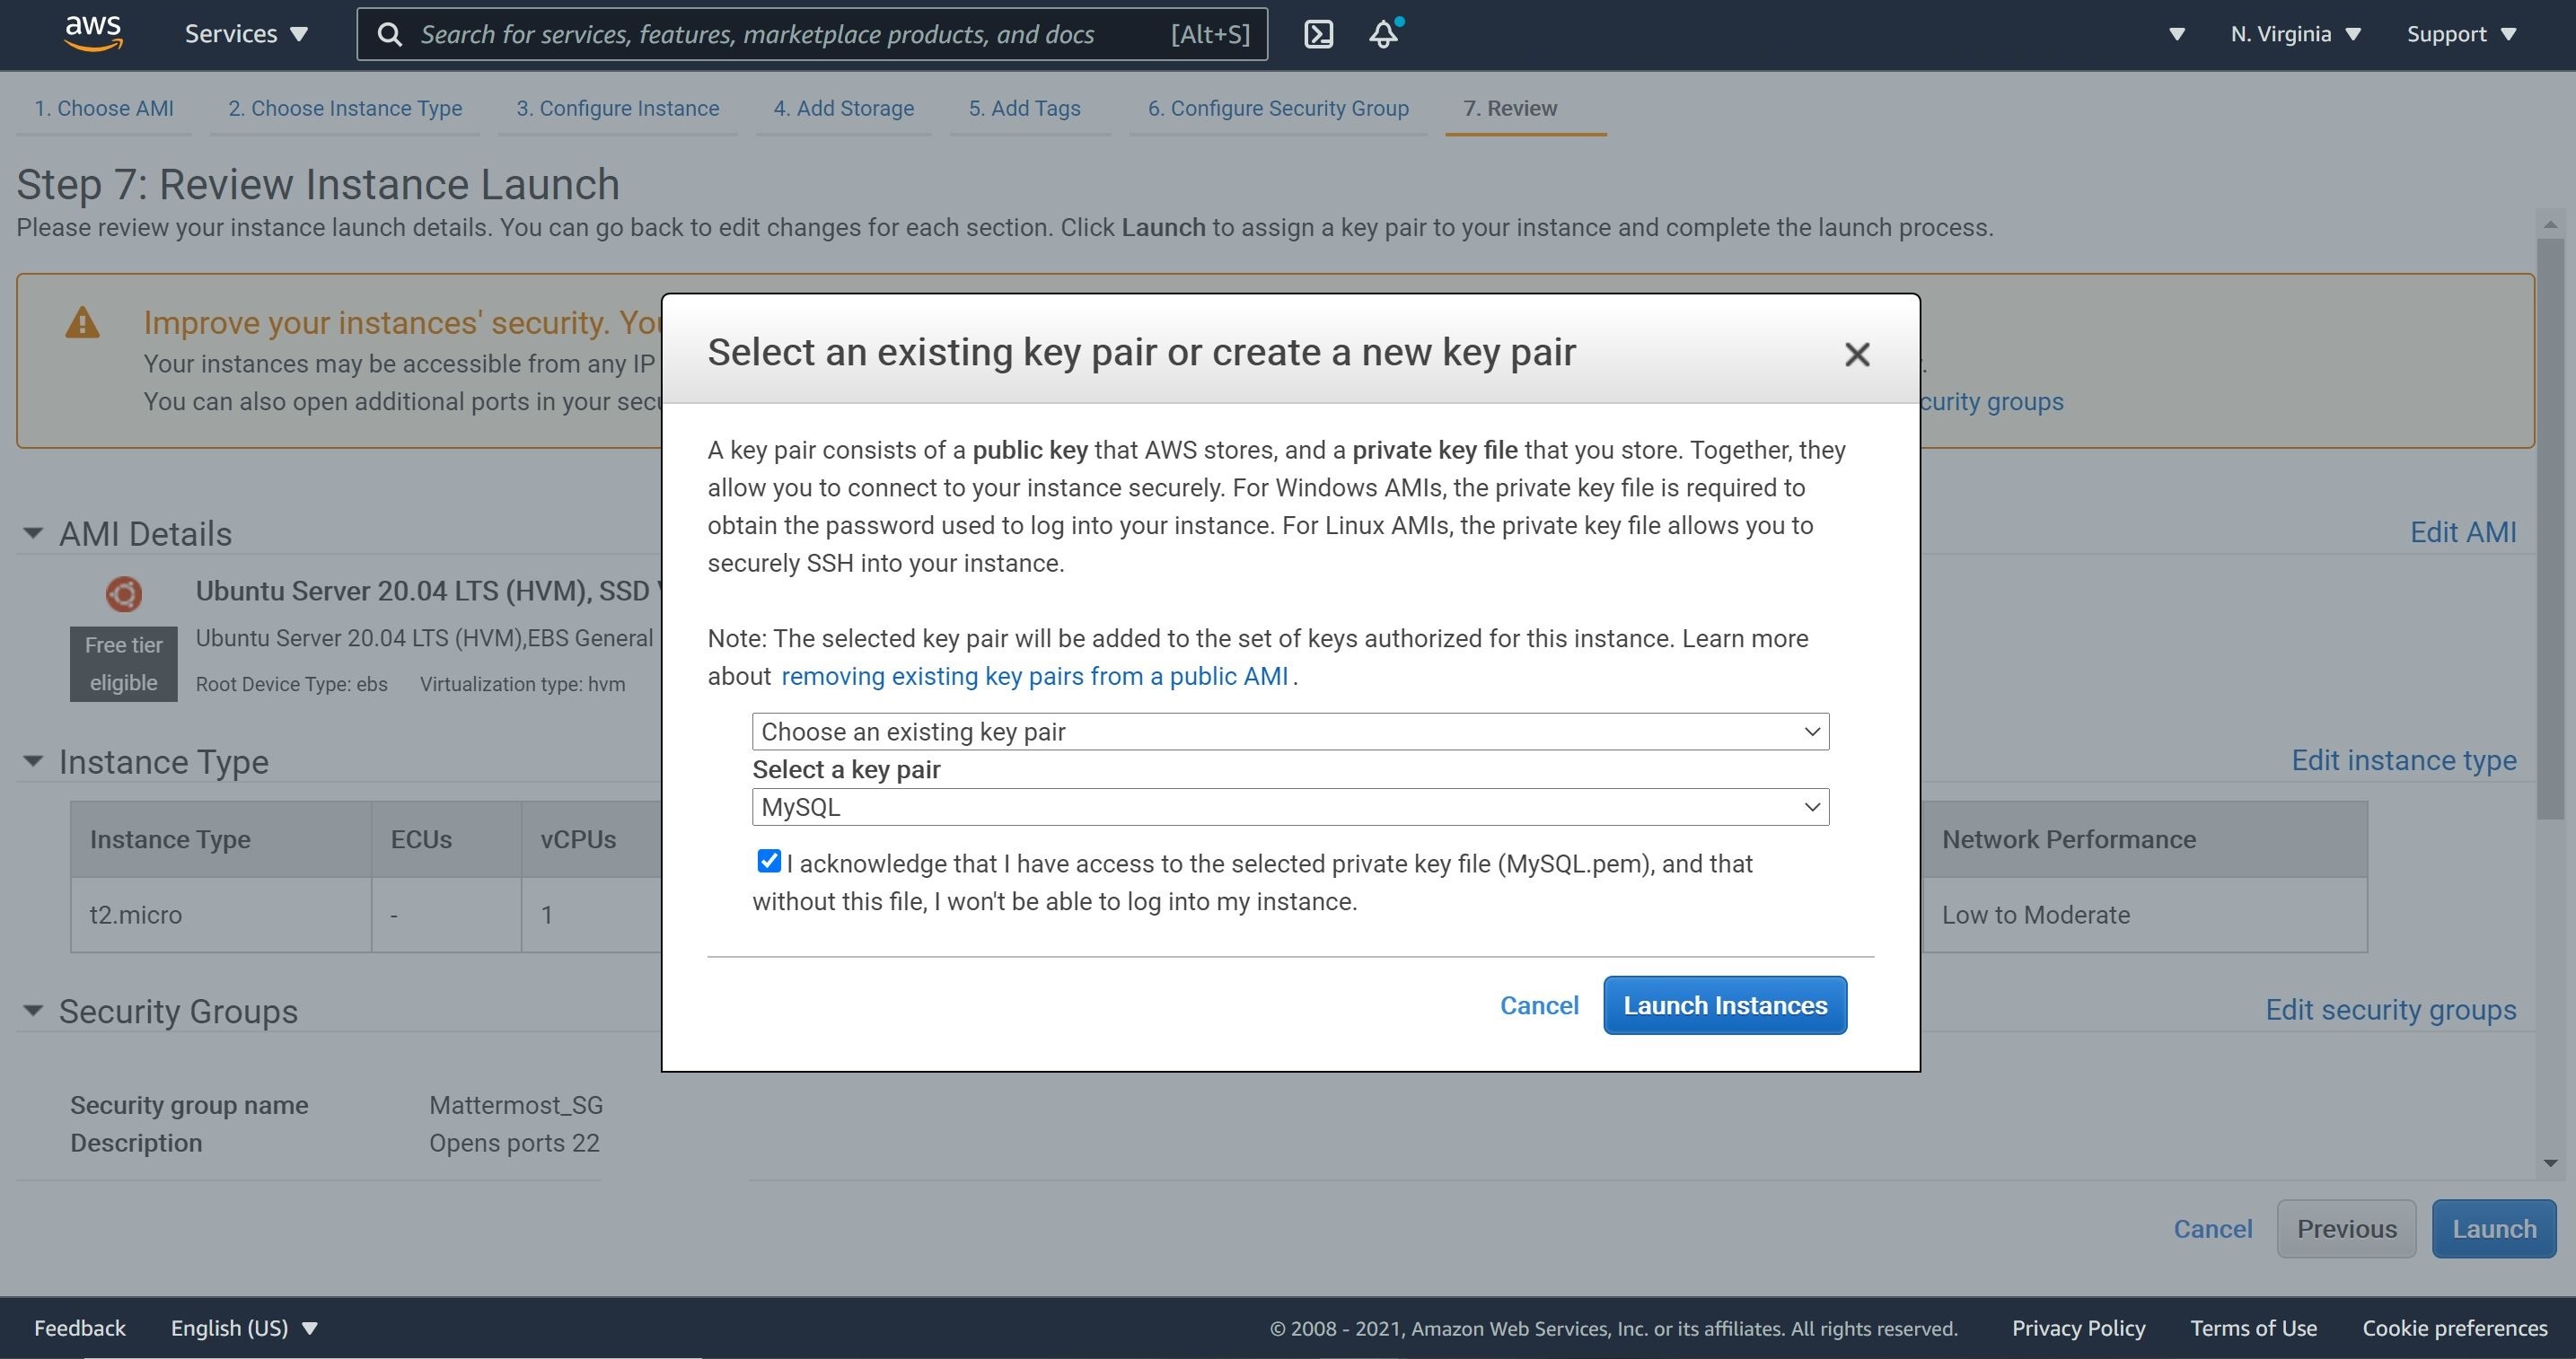 aws
Services
Search for services, features, marketplace products, and docs [Alt+S]
N. Virginia
Support
1. Choose AMI
2. Choose Instance Type
3. Configure Instance
4. Add Storage
5. Add Tags
6. Configure Security Group
7. Review
Step 7: Review Instance Launch
Please review your instance launch details. You can go back to edit changes for each section. Click Launch to assign a key pair to your instance and complete the launch process.
Improve your instances' security.
Your instances may be accessible from any IP
You can also open additional ports in your
groups
Select an existing key pair or create a new key pair
A key pair consists of a public key that AWS stores, and a private key file that you store. Together, they
allow you to connect to your instance securely. For Windows AMIs, the private key file is required to
obtain the password used to log into your instance. For Linux AMIs, the private key file allows you to
securely SSH into your instance.
Note: The selected key pair will be added to the set of keys authorized for this instance. Learn more
about removing existing key pairs from a public AMI.
Choose an existing key pair
Select a key pair
MySQL
I acknowledge that I have access to the selected private key file (MySQL.pem), and that
without this file, I won't be able to log into my instance.
Cancel
Launch Instances
AMI Details
Edit AMI
Ubuntu Server 20.04 LTS (HVM), SSD
Free tier
eligible
Ubuntu Server 20.04 LTS (HVM),EBS General
Root Device Type: ebs Virtualization type: hvm
Instance Type
Edit instance type
Instance Type ECUs vCPUs Network Performance
t2.micro - 1 Low to Moderate
Security Groups
Edit security groups
Security group name Mattermost_SG
Description Opens ports 22
Cancel
Previous
Launch
Feedback
English (US)
© 2008 - 2021, Amazon Web Services, Inc. or its affiliates. All rights reserved.
Privacy Policy
Terms of Use
Cookie preferences